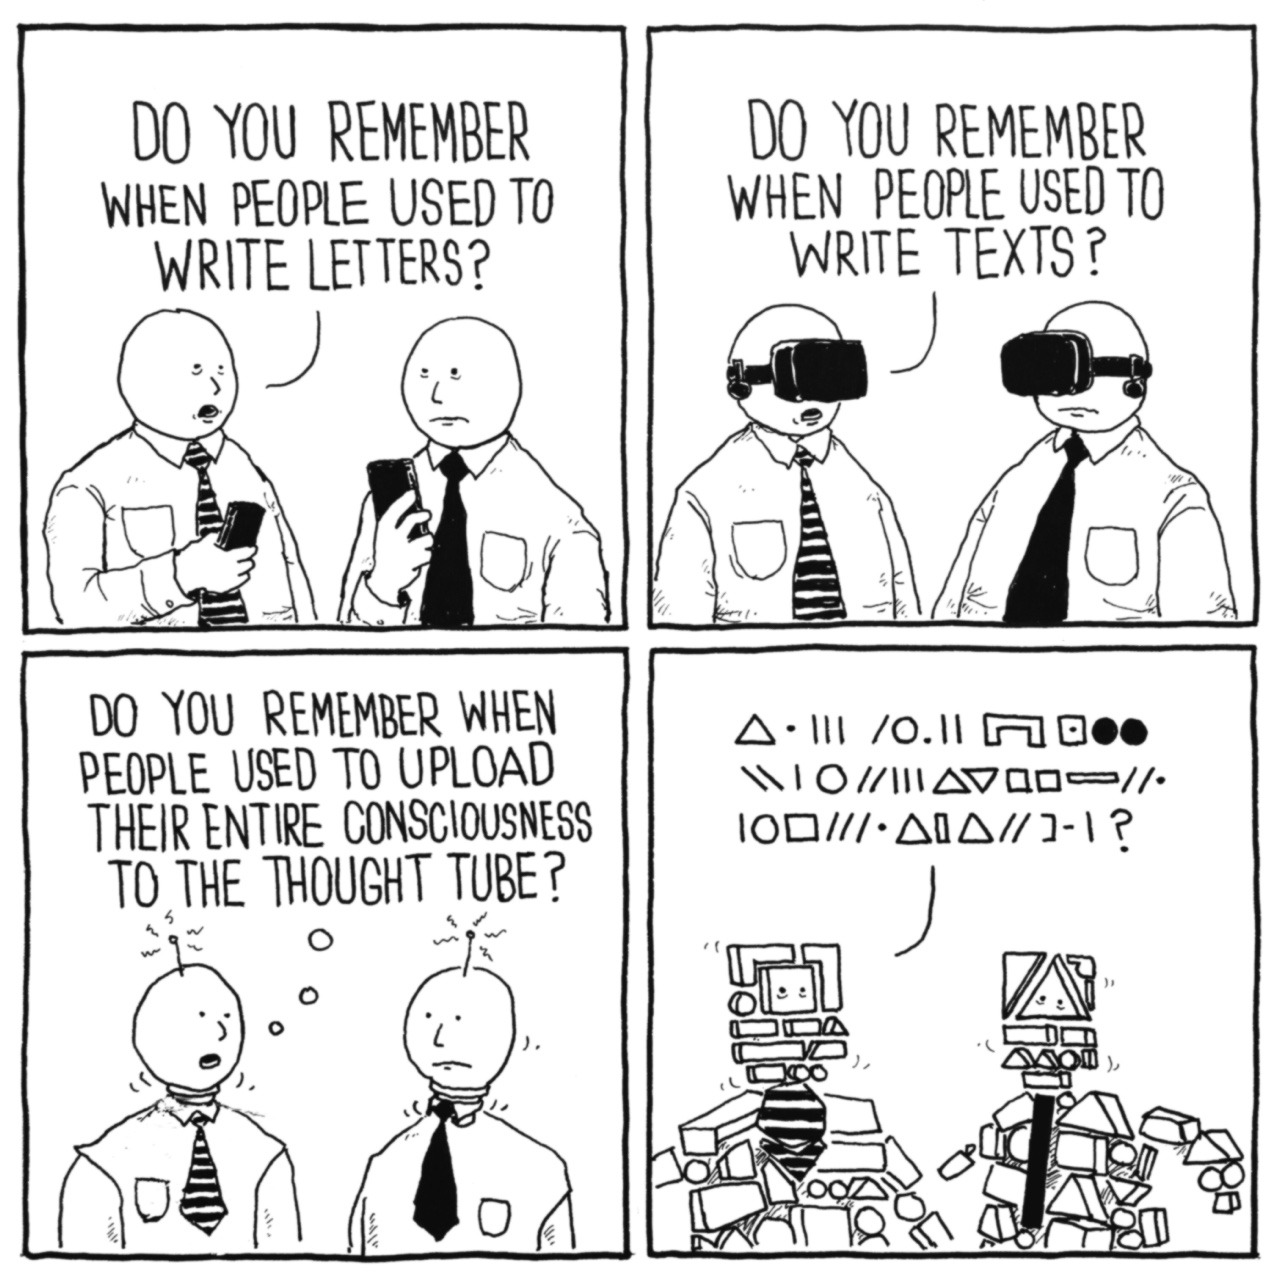 DO YOU REMEMBER
WHEN PEOPLE USED TO
WRITE LETTERS?
DO YOU REMEMBER
WHEN PEOPLE USED TO
WRITE TEXTS?
DO YOU REMEMBER WHEN
PEOPLE USED TO UPLOAD
THEIR ENTIRE CONSCIOUSNESS
TO THE THOUGHT TUBE?